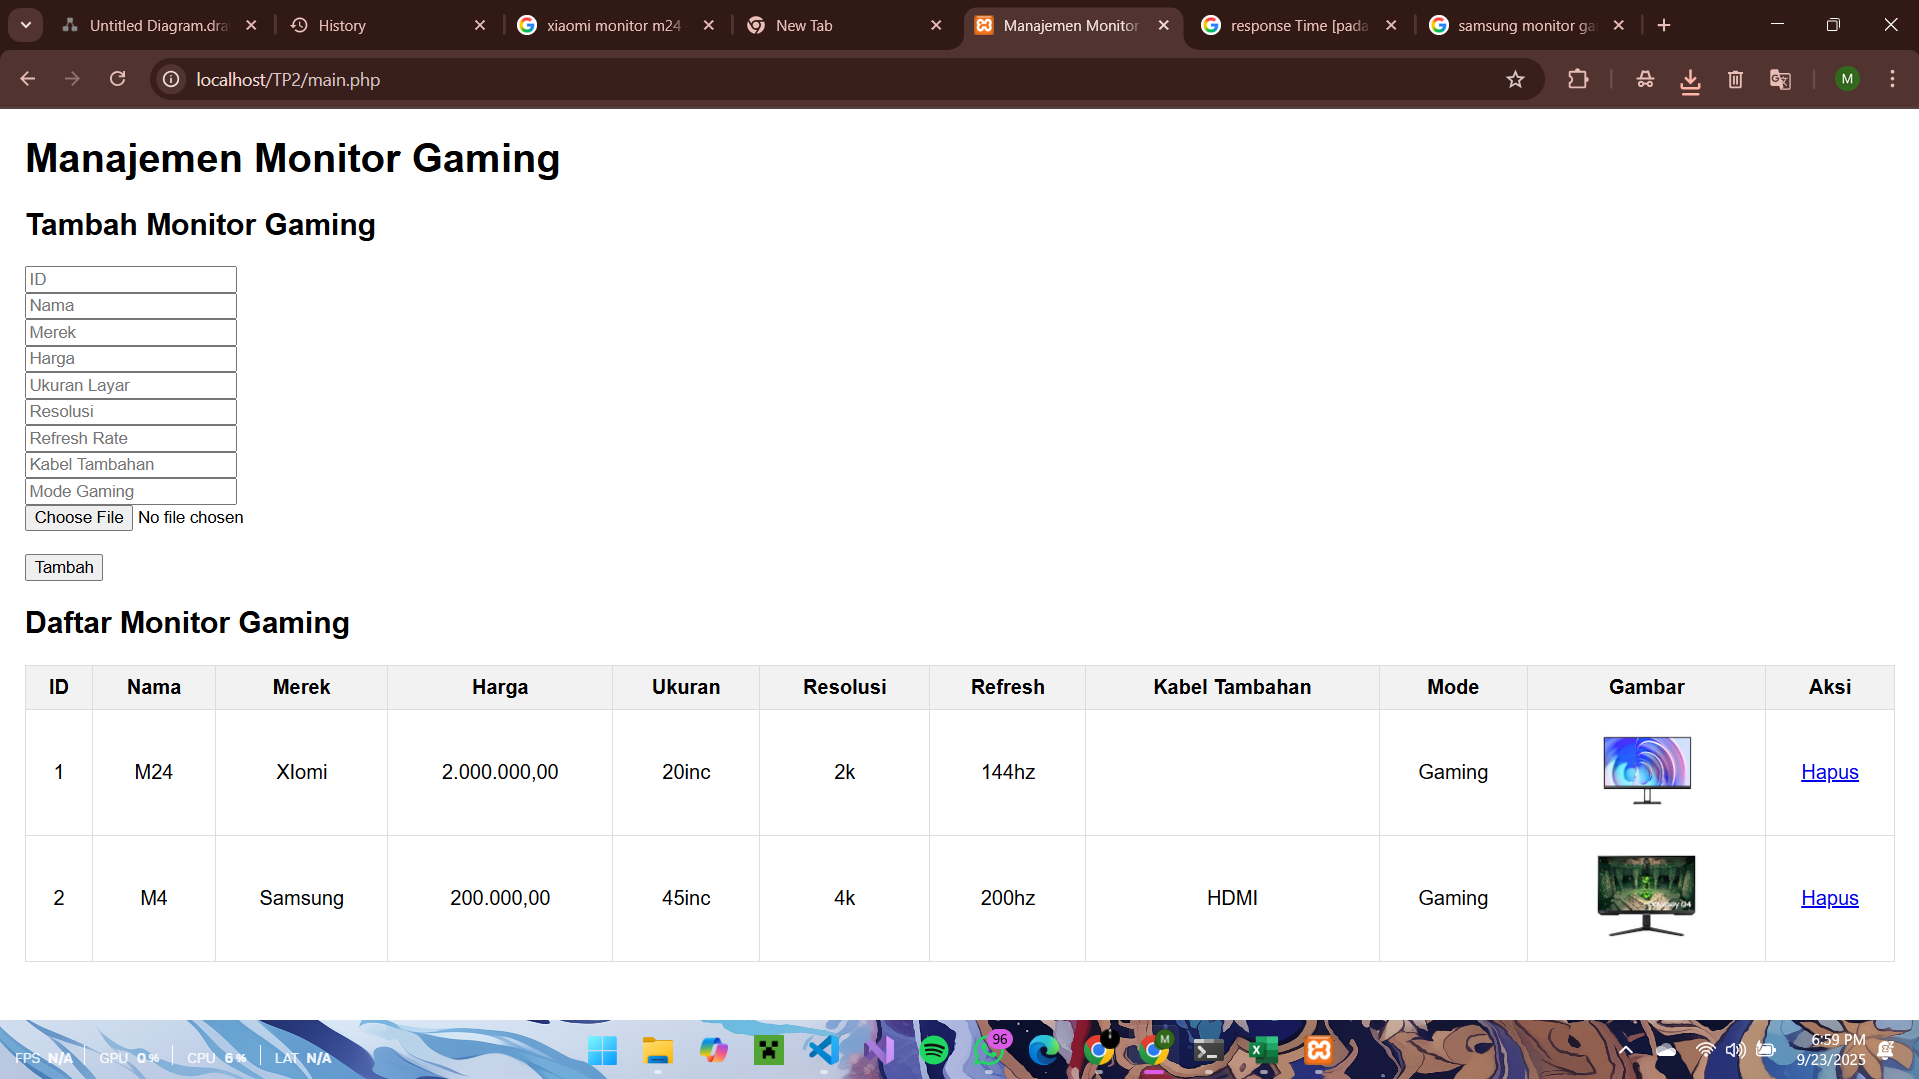 Untitled Diagram.dra
History
xiaomi monitor m24
New Tab
Manajemen Monitor
response Time [pada
samsung monitor ga
localhost/TP2/main.php
M
Manajemen Monitor Gaming
Tambah Monitor Gaming
ID
Nama
Merek
Harga
Ukuran Layar
Resolusi
Refresh Rate
Kabel Tambahan
Mode Gaming
Choose File No file chosen
Tambah
Daftar Monitor Gaming
ID Nama Merek Harga Ukuran Resolusi Refresh Kabel Tambahan Mode Gambar Aksi
1 M24 XIomi 2.000.000,00 20inc 2k 144hz Gaming Hapus
2 M4 Samsung 200.000,00 45inc 4k 200hz HDMI Gaming Hapus
FPS N/A GPU 0% CPU 6% LAT N/A
96
M
6:59 PM
9/23/2025